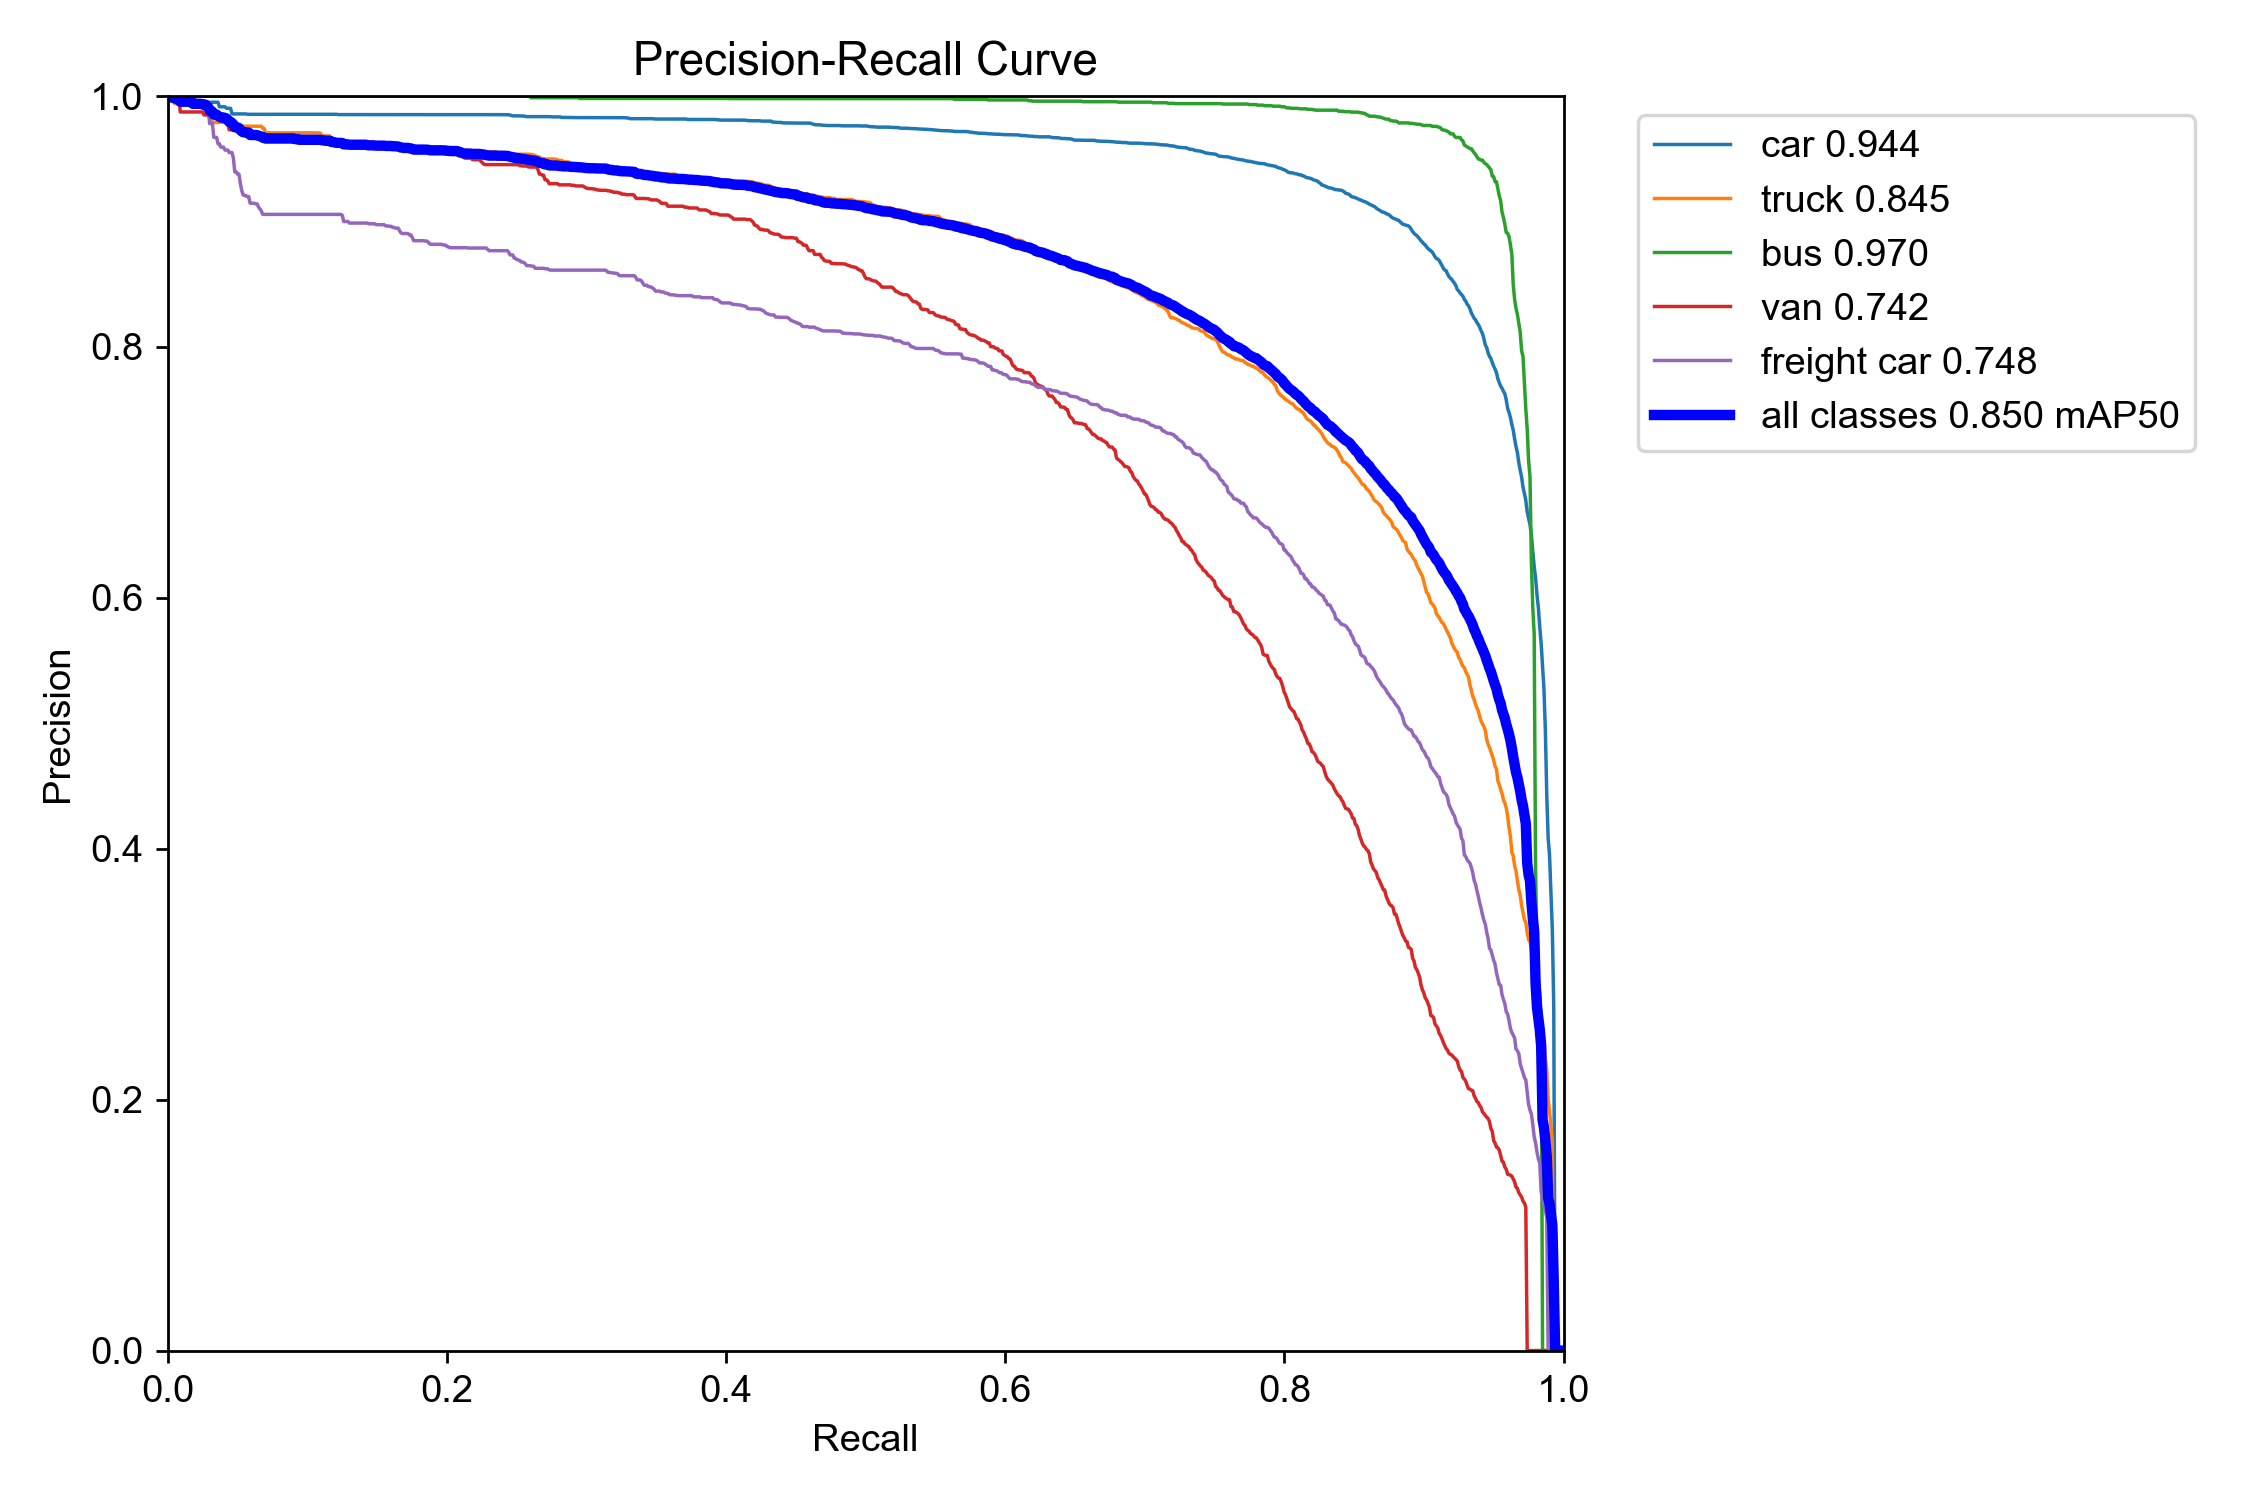 Precision-Recall Curve
1.0
0.8
0.6
0.4
0.2
0.0
Precision
0.0 0.2 0.4 0.6 0.8 1.0
Recall
car 0.944
truck 0.845
bus 0.970
van 0.742
freight car 0.748
all classes 0.850 mAP50